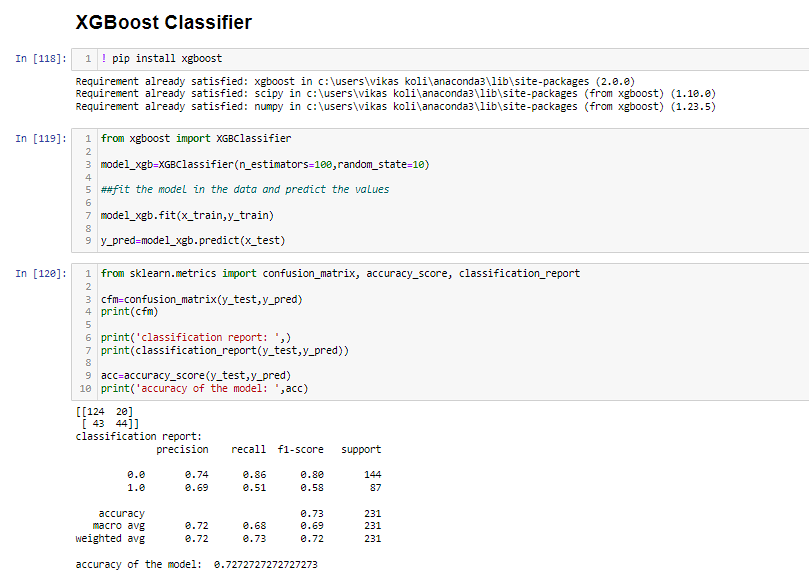 XGBoost Classifier
In [118]: 1 ! pip install xgboost
Requirement already satisfied: xgboost in c:\users\vikas koli\anaconda3\lib\site-packages (2.0.0)
Requirement already satisfied: scipy in c:\users\vikas koli\anaconda3\lib\site-packages (from xgboost) (1.10.0)
Requirement already satisfied: numpy in c:\users\vikas koli\anaconda3\lib\site-packages (from xgboost) (1.23.5)
In [119]: 1 from xgboost import XGBClassifier
2
3 model_xgb=XGBClassifier(n_estimators=100,random_state=10)
4
5 ##fit the model in the data and predict the values
6
7 model_xgb.fit(x_train,y_train)
8
9 y_pred=model_xgb.predict(x_test)
In [120]: 1 from sklearn.metrics import confusion_matrix, accuracy_score, classification_report
2
3 cfm=confusion_matrix(y_test,y_pred)
4 print(cfm)
5
6 print('classification report: ',)
7 print(classification_report(y_test,y_pred))
8
9 acc=accuracy_score(y_test,y_pred)
10 print('accuracy of the model: ',acc)
[[124  20]
 [ 43  44]]
classification report:
precision recall f1-score support
0.0 0.74 0.86 0.80 144
1.0 0.69 0.51 0.58 87
accuracy 0.73 231
macro avg 0.72 0.68 0.69 231
weighted avg 0.72 0.73 0.72 231
accuracy of the model:  0.7272727272727273